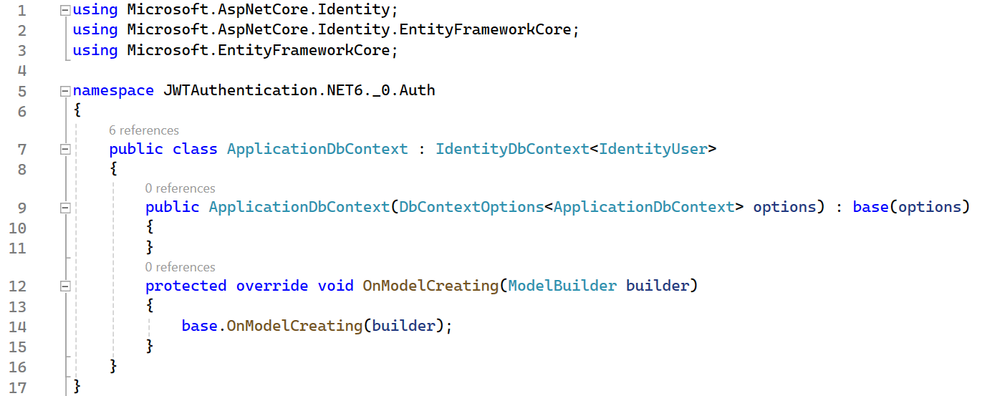 1 using Microsoft.AspNetCore.Identity;
2 using Microsoft.AspNetCore.Identity.EntityFrameworkCore;
3 using Microsoft.EntityFrameworkCore;
4
5 namespace JWTAuthentication.NET6._0.Auth
6 {
6 references
7 public class ApplicationDbContext : IdentityDbContext<IdentityUser>
8 {
0 references
9 public ApplicationDbContext(DbContextOptions<ApplicationDbContext> options) : base(options)
10 {
11 }
0 references
12 protected override void OnModelCreating(ModelBuilder builder)
13 {
14 base.OnModelCreating(builder);
15 }
16 }
17 }